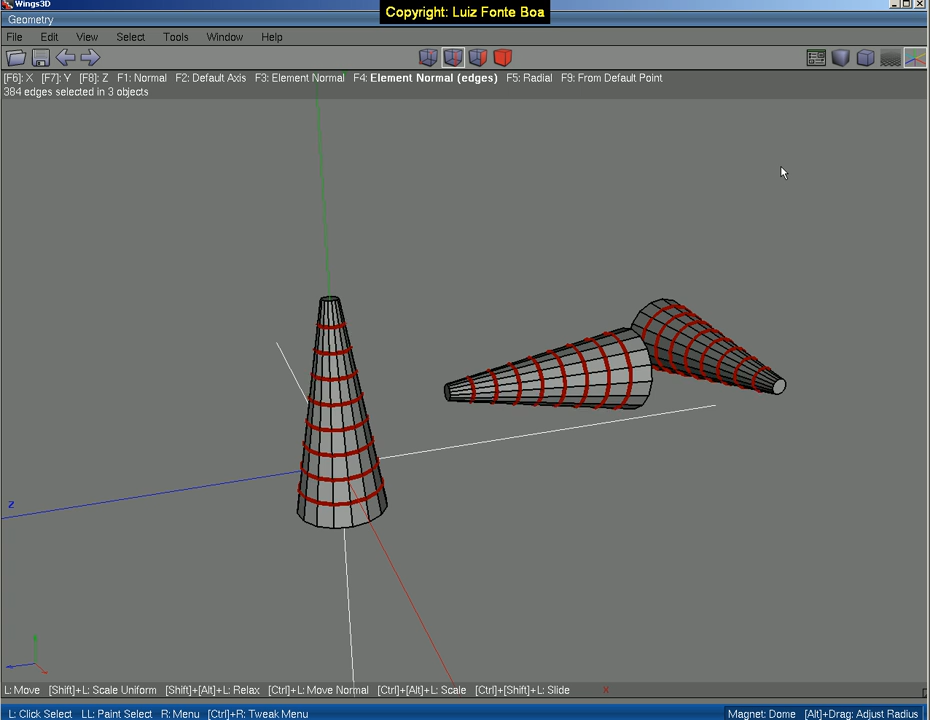 Wings3D
Copyright: Luiz Fonte Boa
Geometry
File Edit View Select Tools Window Help
[F6]: X [F7]: Y [F8]: Z F1: Normal F2: Default Axis F3: Element Normal F4: Element Normal (edges) F5: Radial F9: From Default Point
384 edges selected in 3 objects
Z
L: Move [Shift]+L: Scale Uniform [Shift]+[Alt]+L: Relax [Ctrl]+L: Move Normal [Ctrl]+[Alt]+L: Scale [Ctrl]+[Shift]+L: Slide x
L: Click Select LL: Paint Select R: Menu [Ctrl]+R: Tweak Menu Magnet: Dome [Alt]+Drag: Adjust Radius